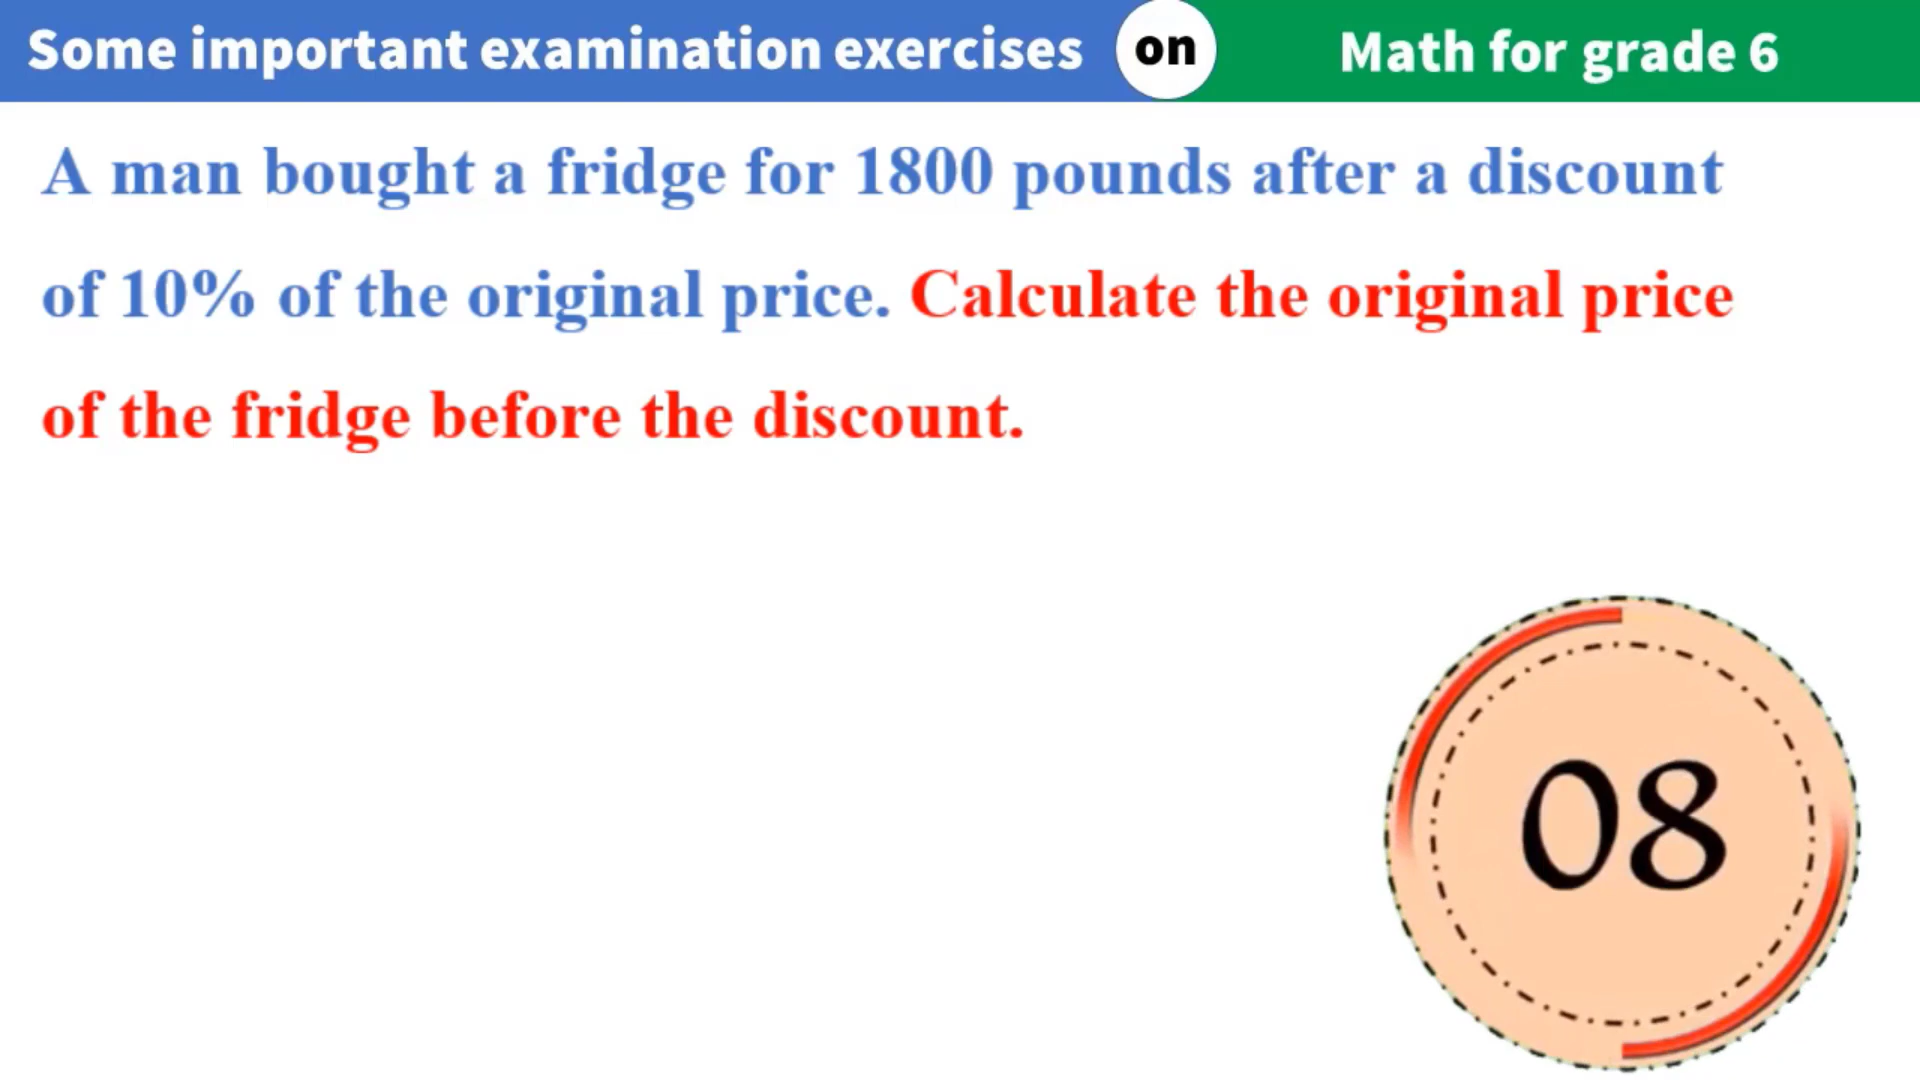 Some important examination exercises on Math for grade 6
A man bought a fridge for 1800 pounds after a discount
of 10% of the original price. Calculate the original price
of the fridge before the discount.
08